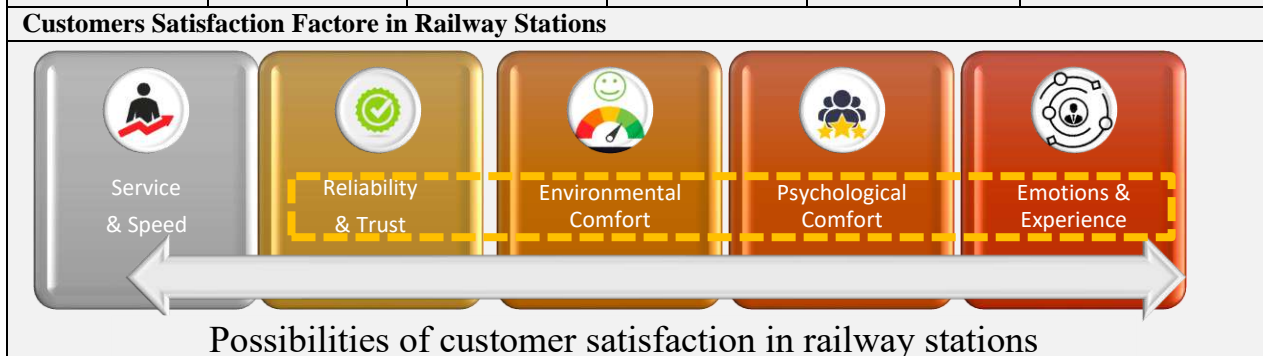 Customers Satisfaction Factore in Railway Stations
Service
& Speed
Reliability
& Trust
Environmental
Comfort
Psychological
Comfort
Emotions &
Experience
Possibilities of customer satisfaction in railway stations